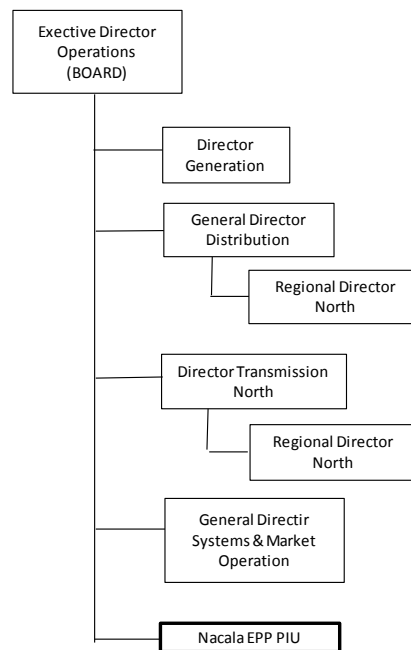 Exective Director
Operations
(BOARD)
Director
Generation
General Director
Distribution
Regional Director
North
Director Transmission
North
Regional Director
North
General Directir
Systems & Market
Operation
Nacala EPP PIU